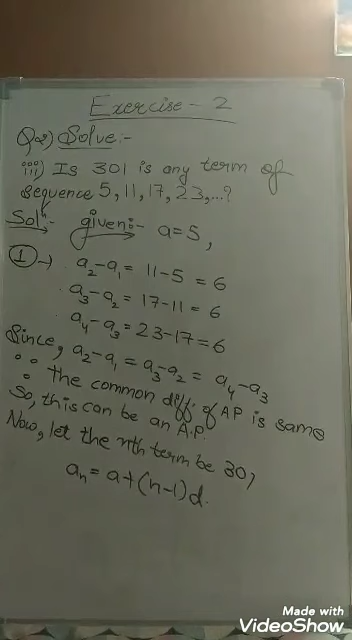 Exercise - 2
Q2) Solve:-
iii) Is 301 is any term of
sequence 5, 11, 17, 23,...?
Solⁿ:- given:- a=5,
① → a₂-a₁ = 11-5 = 6
a₃-a₂ = 17-11 = 6
a₄-a₃ = 23-17 = 6
Since, a₂-a₁ = a₃-a₂ = a₄-a₃
∴ the common diff. of AP is same
So, this can be an A.P.
Now, let the nth term be 301
aₙ = a+(n-1)d.
Made with
VideoShow